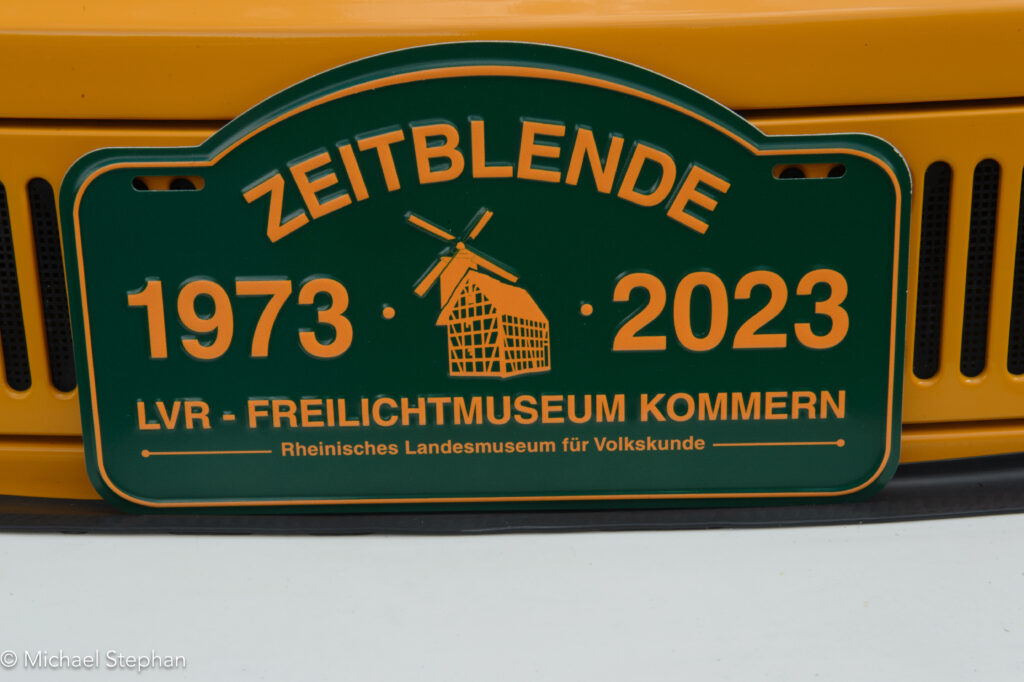 ZEITBLENDE
1973 · · 2023
LVR - FREILICHTMUSEUM KOMMERN
Rheinisches Landesmuseum für Volkskunde
© Michael Stephan